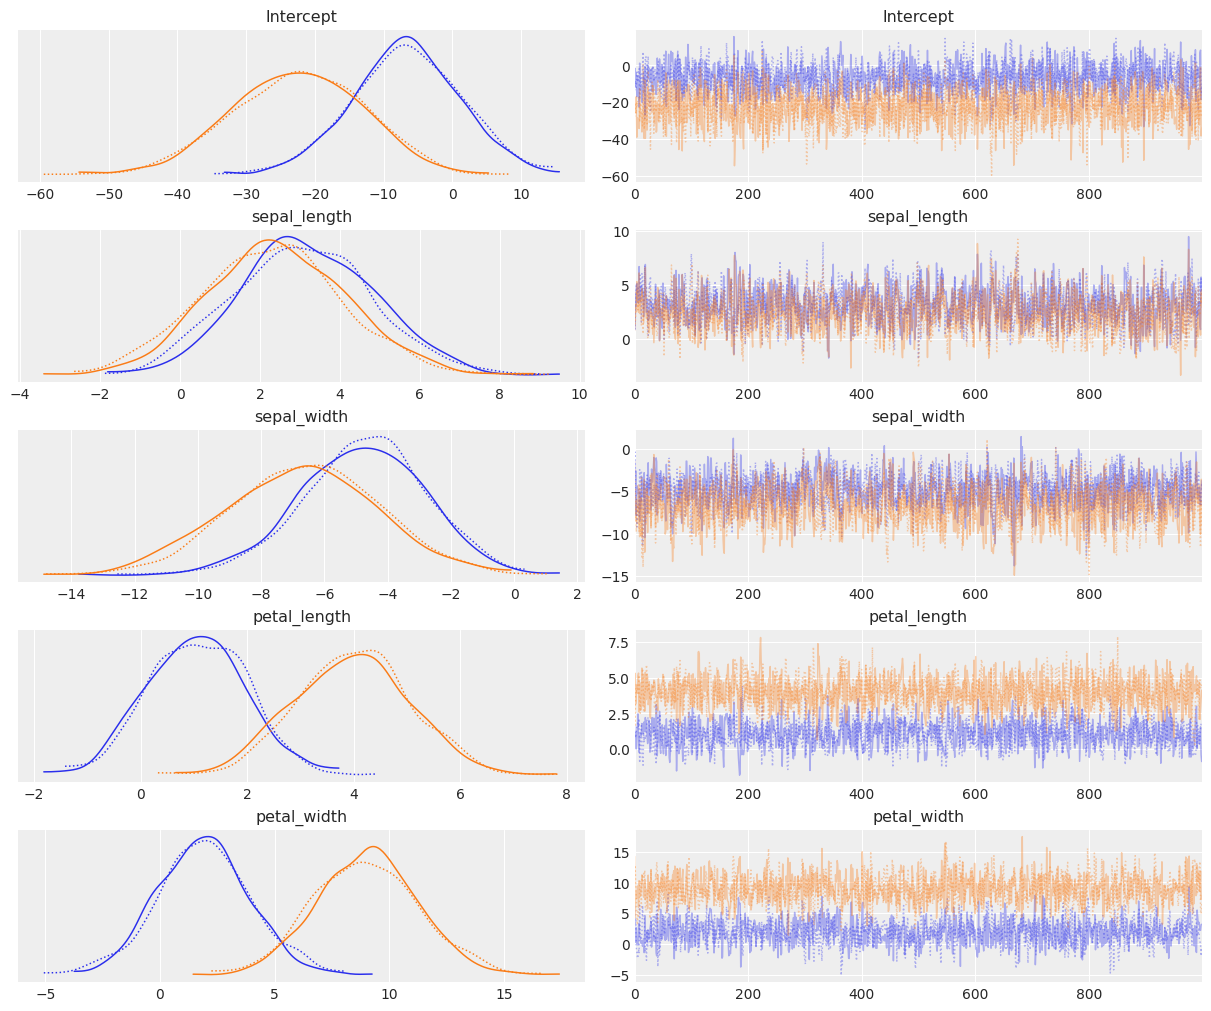 Intercept Intercept
0
−20
−40
−60
−60 −50 −40 −30 −20 −10 0 10 0 200 400 600 800
sepal_length sepal_length
10
5
0
−4 −2 0 2 4 6 8 10 0 200 400 600 800
sepal_width sepal_width
0
−5
−10
−15
−14 −12 −10 −8 −6 −4 −2 0 2 0 200 400 600 800
petal_length petal_length
7.5
5.0
2.5
0.0
−2 0 2 4 6 8 0 200 400 600 800
petal_width petal_width
15
10
5
0
−5
−5 0 5 10 15 0 200 400 600 800